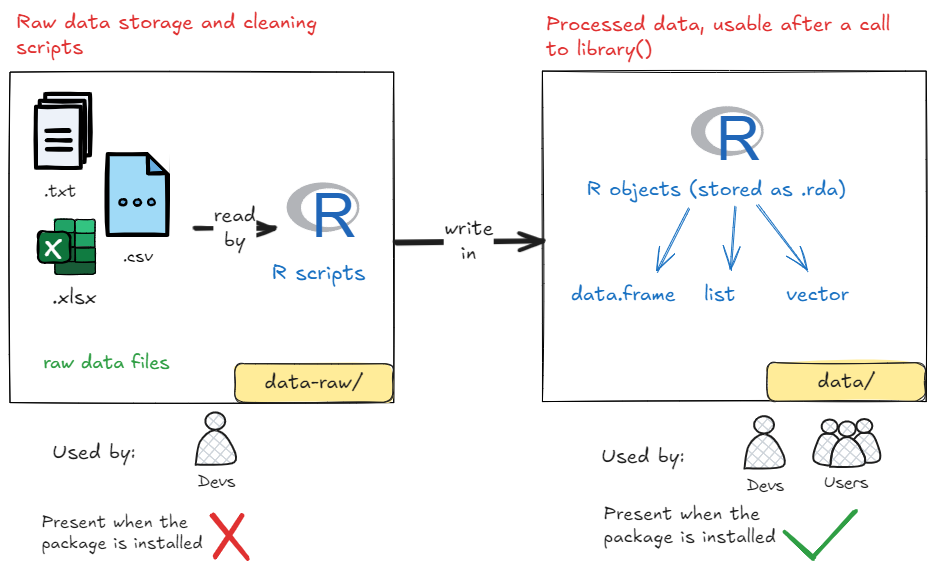 Raw data storage and cleaning
scripts
.txt
.csv
X
.xlsx
raw data files
read
by
R
R scripts
data-raw/
Used by:
Devs
Present when the
package is installed
write
in
Processed data, usable after a call
to library()
R
R objects (stored as .rda)
data.frame
list
vector
data/
Used by:
Devs
Users
Present when the
package is installed